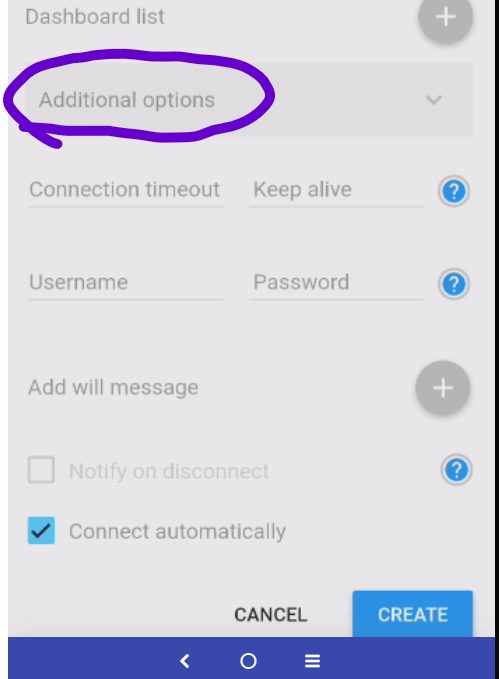 Dashboard list
Additional options
Connection timeout Keep alive
Username Password
Add will message
Notify on disconnect
Connect automatically
CANCEL CREATE